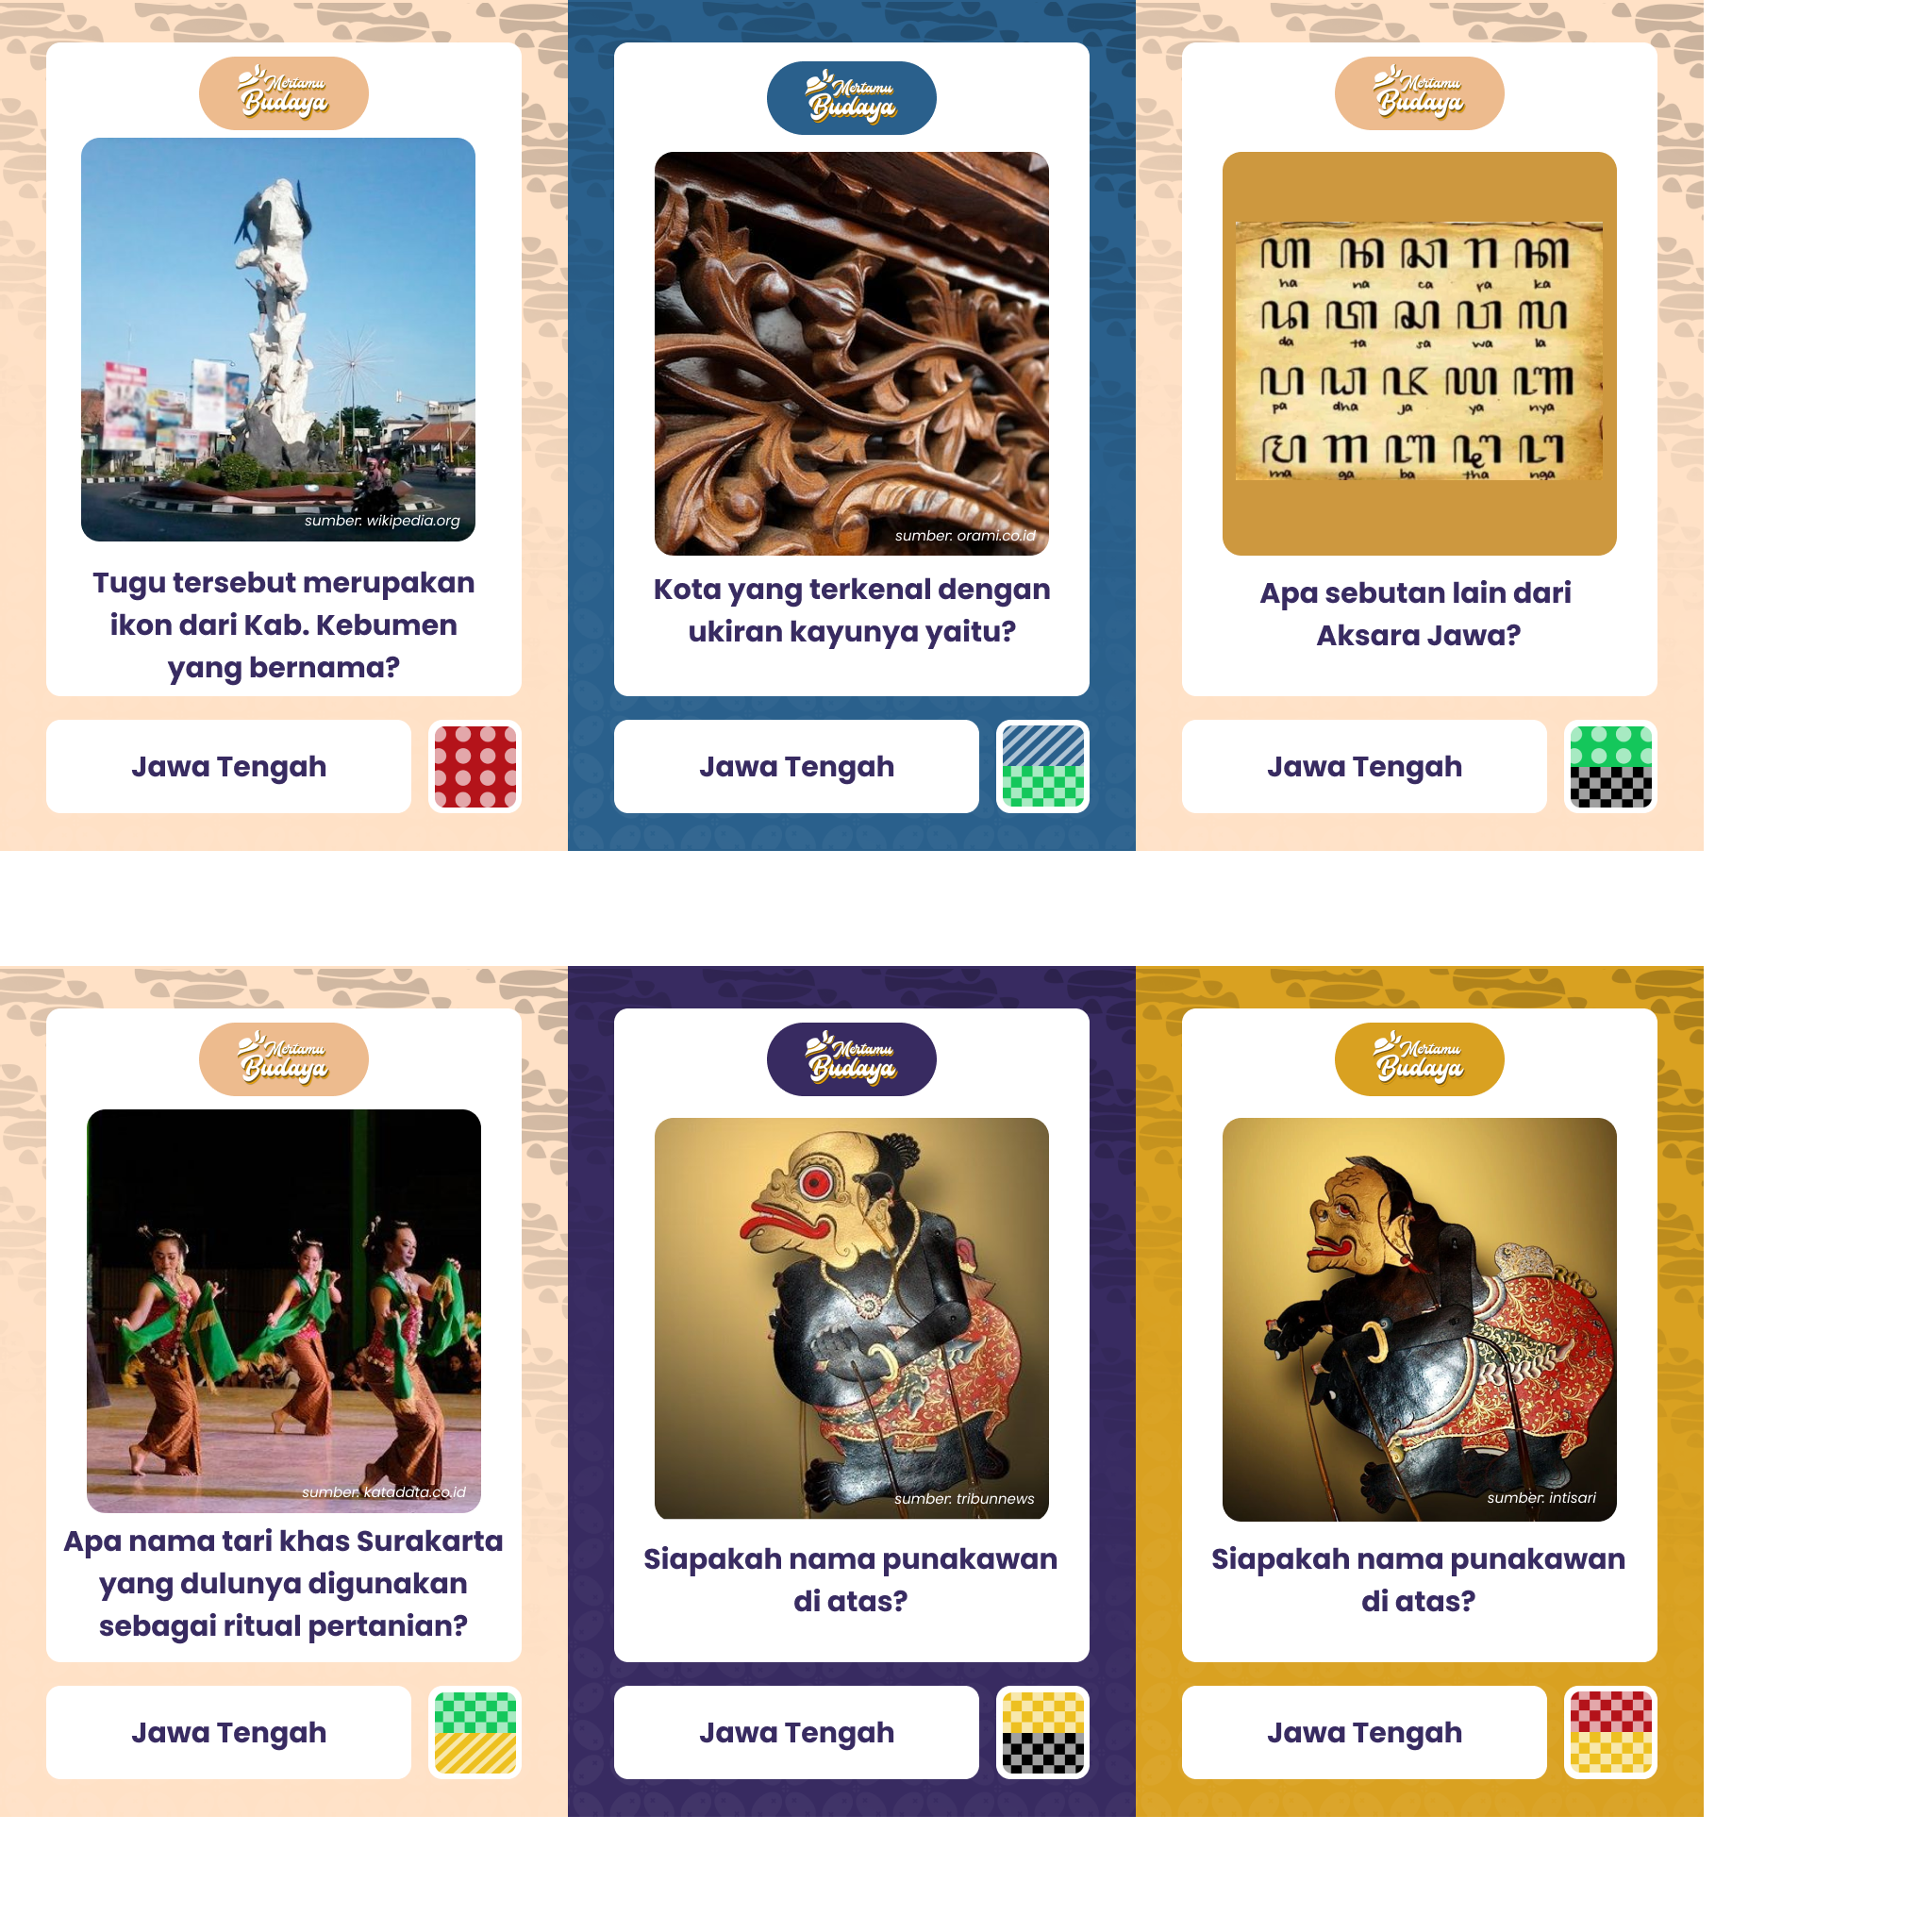 Mertamu
Budaya
sumber: wikipedia.org
Tugu tersebut merupakan
ikon dari Kab. Kebumen
yang bernama?
Jawa Tengah
Mertamu
Budaya
sumber: orami.co.id
Kota yang terkenal dengan
ukiran kayunya yaitu?
Jawa Tengah
Mertamu
Budaya
ꦲ ꦤ ꦕ ꦫ ꦏ
ha na ca ra ka
ꦢ ꦠ ꦱ ꦮ ꦭ
da ta sa wa la
ꦥ ꦝ ꦗ ꦪ ꦚ
pa dha ja ya nya
ꦩ ꦒ ꦧ ꦛ ꦔ
ma ga ba tha nga
Apa sebutan lain dari
Aksara Jawa?
Jawa Tengah
Mertamu
Budaya
sumber: katadata.co.id
Apa nama tari khas Surakarta
yang dulunya digunakan
sebagai ritual pertanian?
Jawa Tengah
Mertamu
Budaya
sumber: tribunnews
Siapakah nama punakawan
di atas?
Jawa Tengah
Mertamu
Budaya
sumber: intisari
Siapakah nama punakawan
di atas?
Jawa Tengah